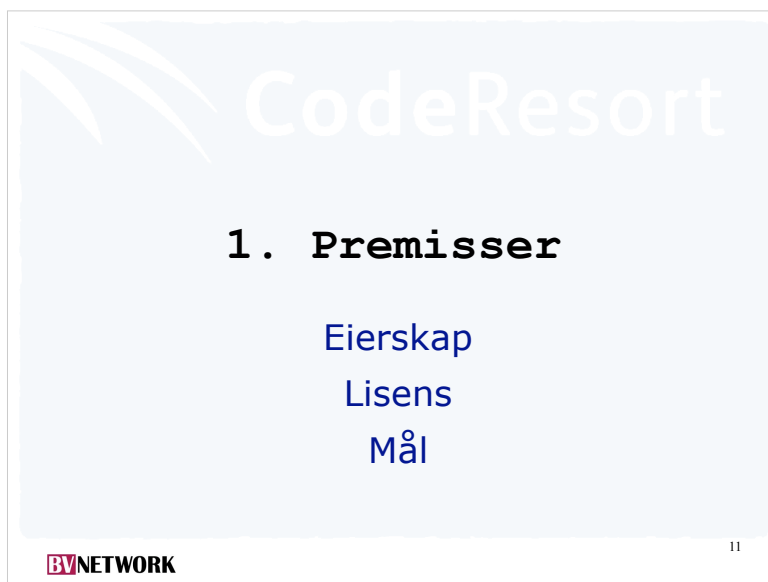 CodeResort
1. Premisser
Eierskap
Lisens
Mål
BVNETWORK
11